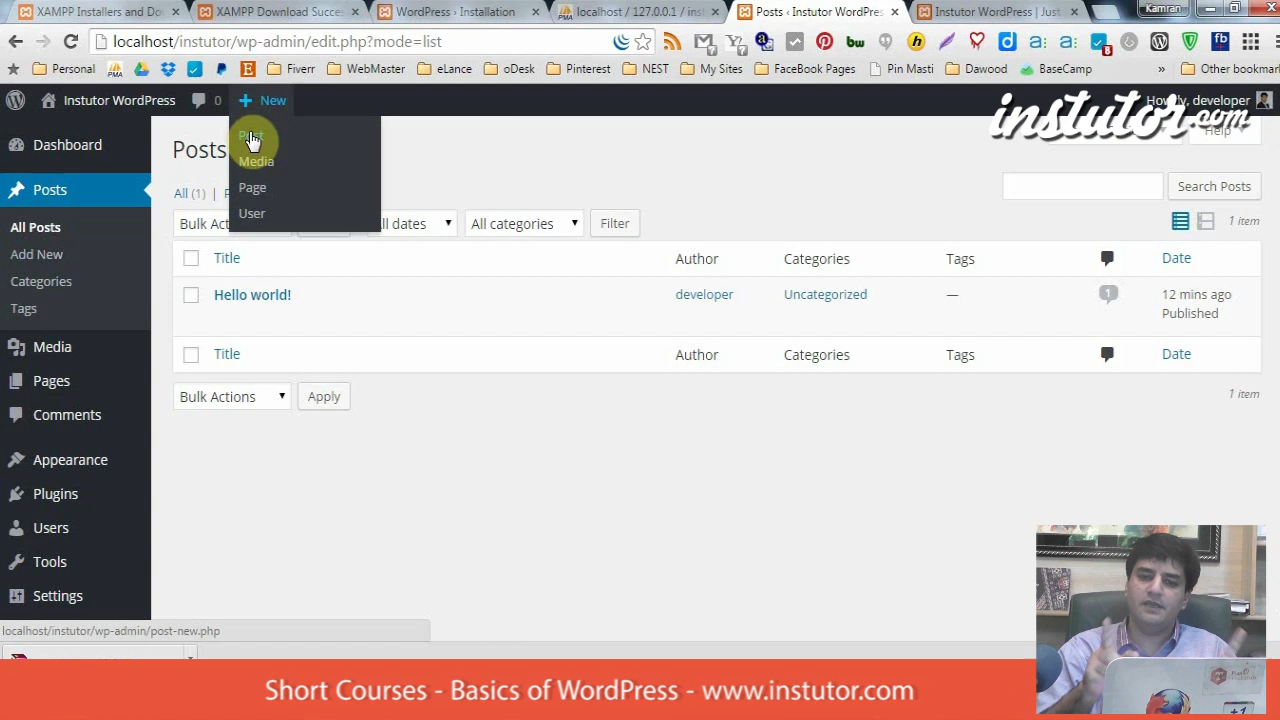 XAMPP Installers and Do
XAMPP Download Succe
WordPress › Installation
localhost / 127.0.0.1 / inst
Posts ‹ Instutor WordPres
Instutor WordPress | Just
Kamran
localhost/instutor/wp-admin/edit.php?mode=list
Personal
Fiverr
WebMaster
eLance
oDesk
Pinterest
NEST
My Sites
FaceBook Pages
Pin Masti
Dawood
BaseCamp
»
Other bookmar
Instutor WordPress
0
+ New
Howdy, developer
instutor.com
Help
Dashboard
Posts
All Posts
Add New
Categories
Tags
Media
Pages
Comments
Appearance
Plugins
Users
Tools
Settings
Post
Media
Page
User
Posts
All (1) | P
Search Posts
Bulk Act
ll dates
All categories
Filter
1 item
Title Author Categories Tags Date
Hello world! developer Uncategorized — 1 12 mins ago
Published
Title Author Categories Tags Date
Bulk Actions
Apply
1 item
localhost/instutor/wp-admin/post-new.php
Short Courses - Basics of WordPress - www.instutor.com
+1